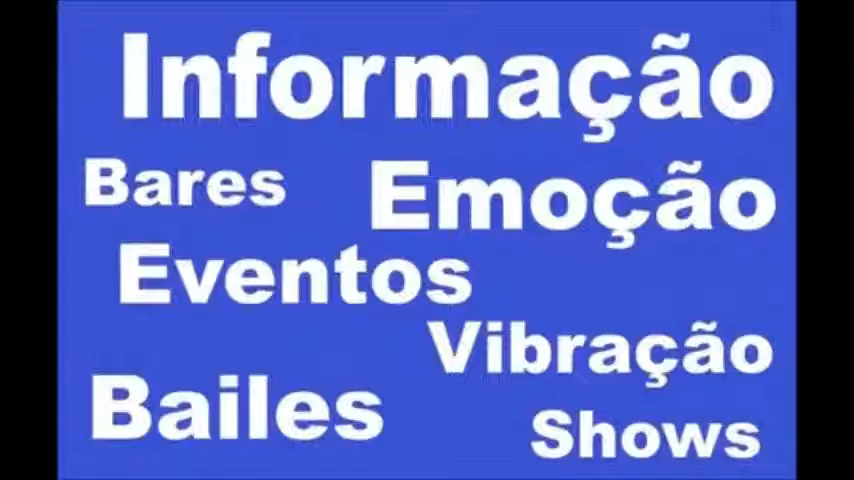 Informação
Bares
Emoção
Eventos
Vibração
Bailes
Shows